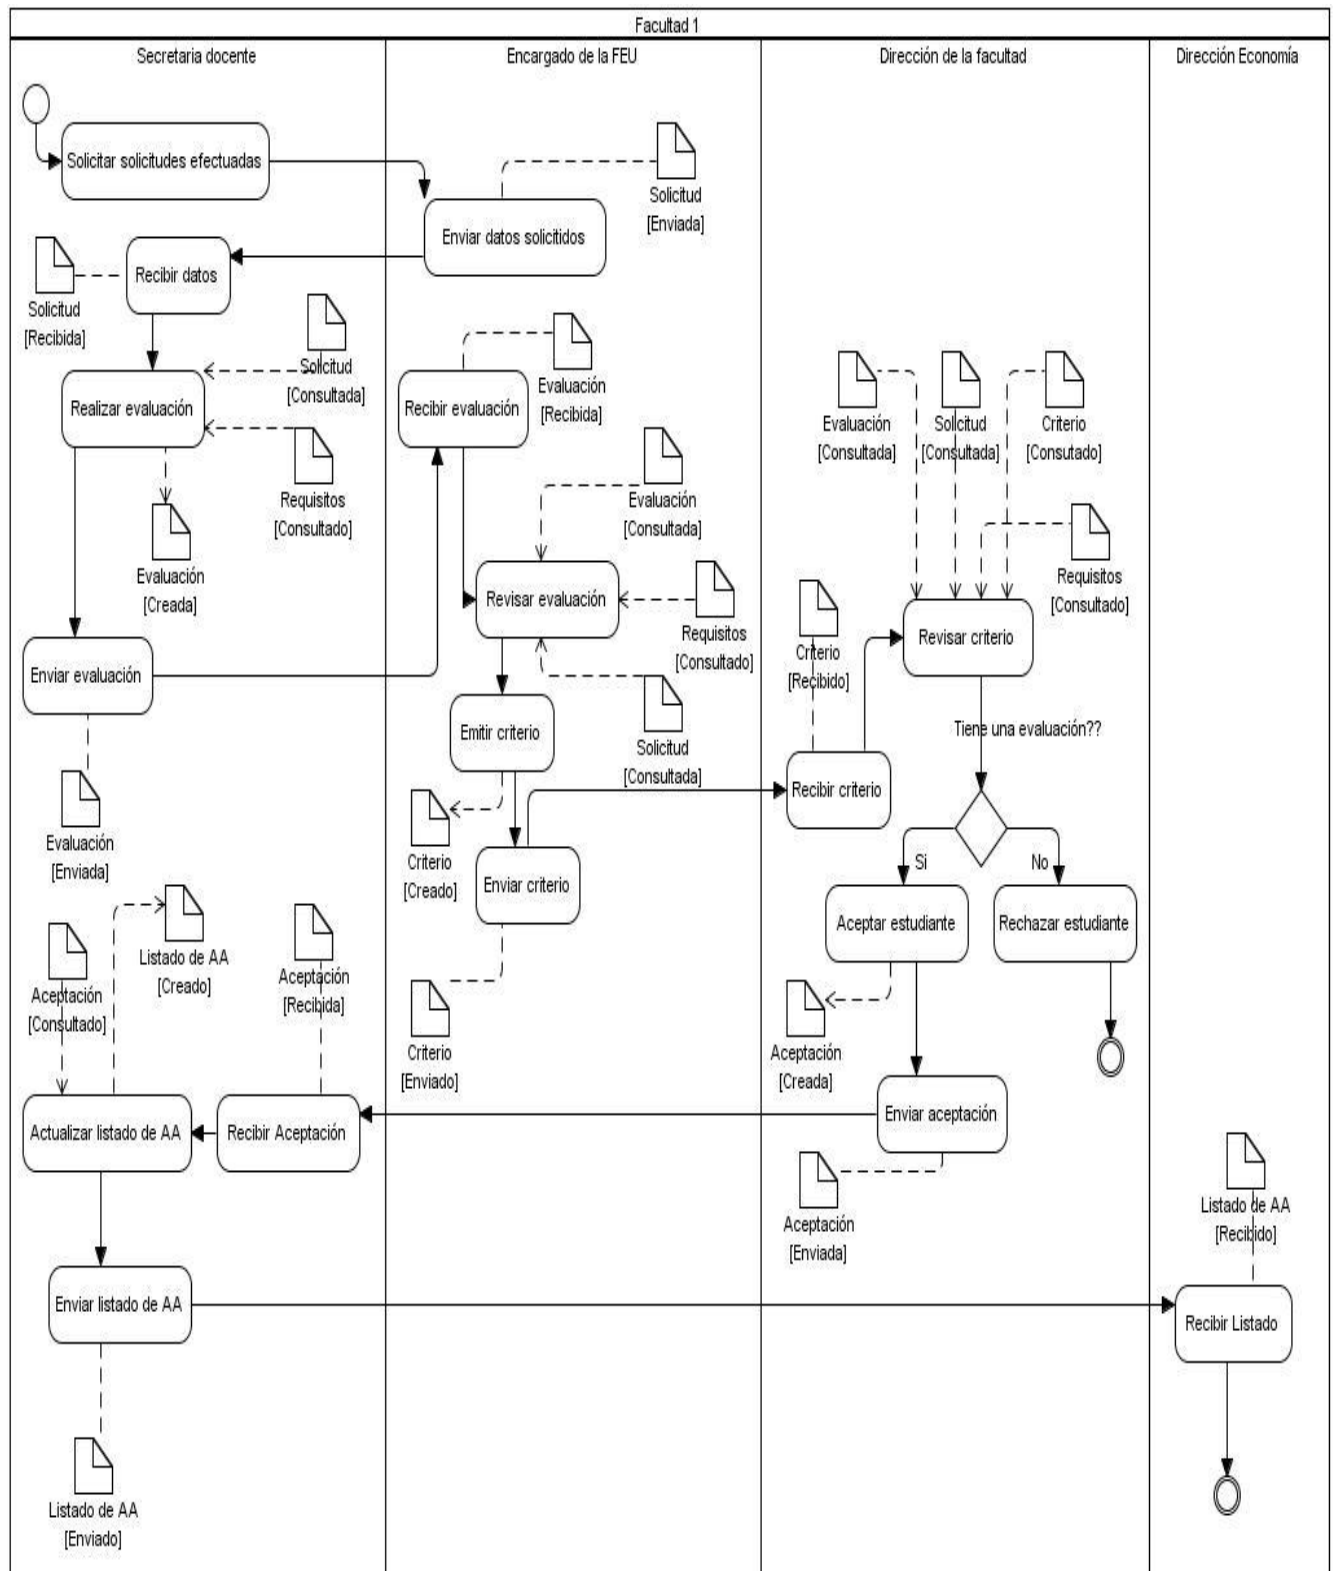 Facultad 1
Secretaria docente
Encargado de la FEU
Dirección de la facultad
Dirección Economía
Solicitar solicitudes efectuadas
Solicitud
[Enviada]
Enviar datos solicitidos
Recibir datos
Solicitud
[Recibida]
Solicitud
[Consultada]
Realizar evaluación
Requisitos
[Consultado]
Evaluación
[Creada]
Enviar evaluación
Evaluación
[Enviada]
Recibir evaluación
Evaluación
[Recibida]
Evaluación
[Consultada]
Revisar evaluación
Requisitos
[Consultado]
Solicitud
[Consultada]
Emitir criterio
Criterio
[Creado]
Enviar criterio
Criterio
[Enviado]
Evaluación
[Consultada]
Solicitud
[Consultada]
Criterio
[Consutado]
Requisitos
[Consultado]
Criterio
[Recibido]
Revisar criterio
Tiene una evaluación??
Recibir criterio
Si
No
Aceptar estudiante
Rechazar estudiante
Aceptación
[Creada]
Enviar aceptación
Aceptación
[Enviada]
Listado de AA
[Creado]
Aceptación
[Consultado]
Aceptación
[Recibida]
Actualizar listado de AA
Recibir Aceptación
Enviar listado de AA
Listado de AA
[Enviado]
Listado de AA
[Recibido]
Recibir Listado